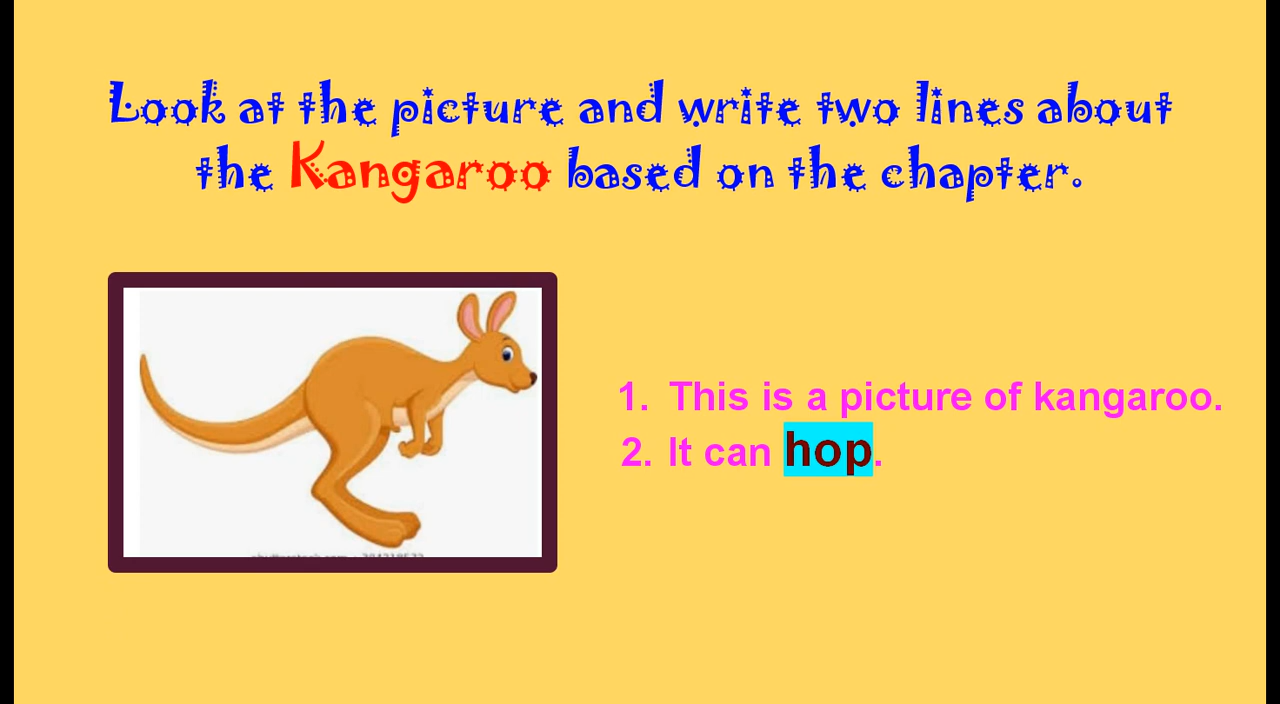 Look at the picture and write two lines about
the Kangaroo based on the chapter.
1. This is a picture of kangaroo.
2. It can hop.